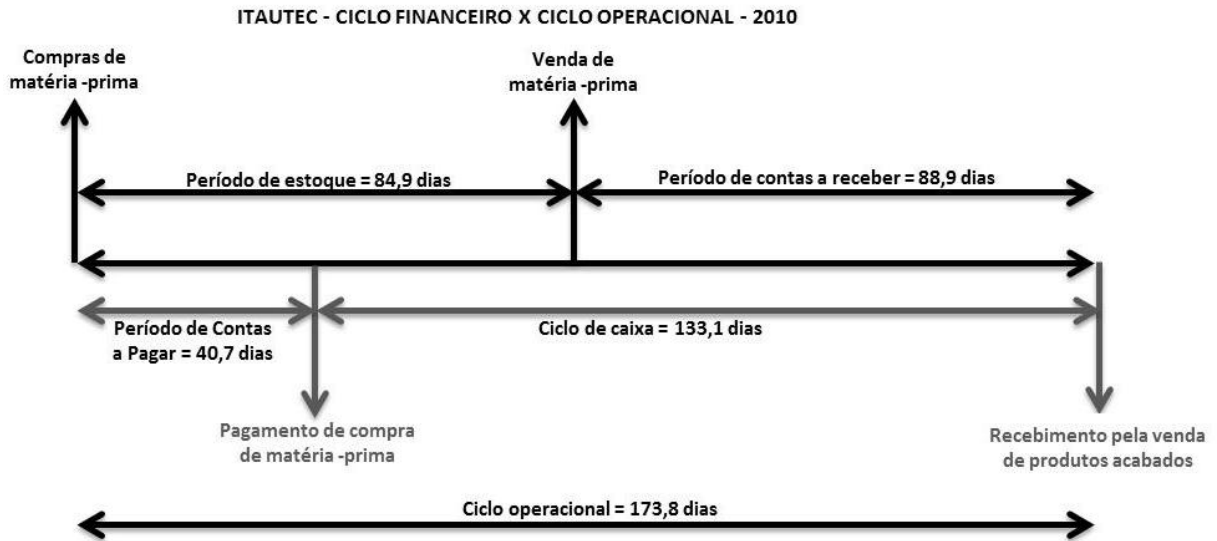 ITAUTEC - CICLO FINANCEIRO X CICLO OPERACIONAL - 2010
Compras de
matéria -prima
Venda de
matéria -prima
Período de estoque = 84,9 dias
Período de contas a receber = 88,9 dias
Período de Contas
a Pagar = 40,7 dias
Ciclo de caixa = 133,1 dias
Pagamento de compra
de matéria -prima
Recebimento pela venda
de produtos acabados
Ciclo operacional = 173,8 dias